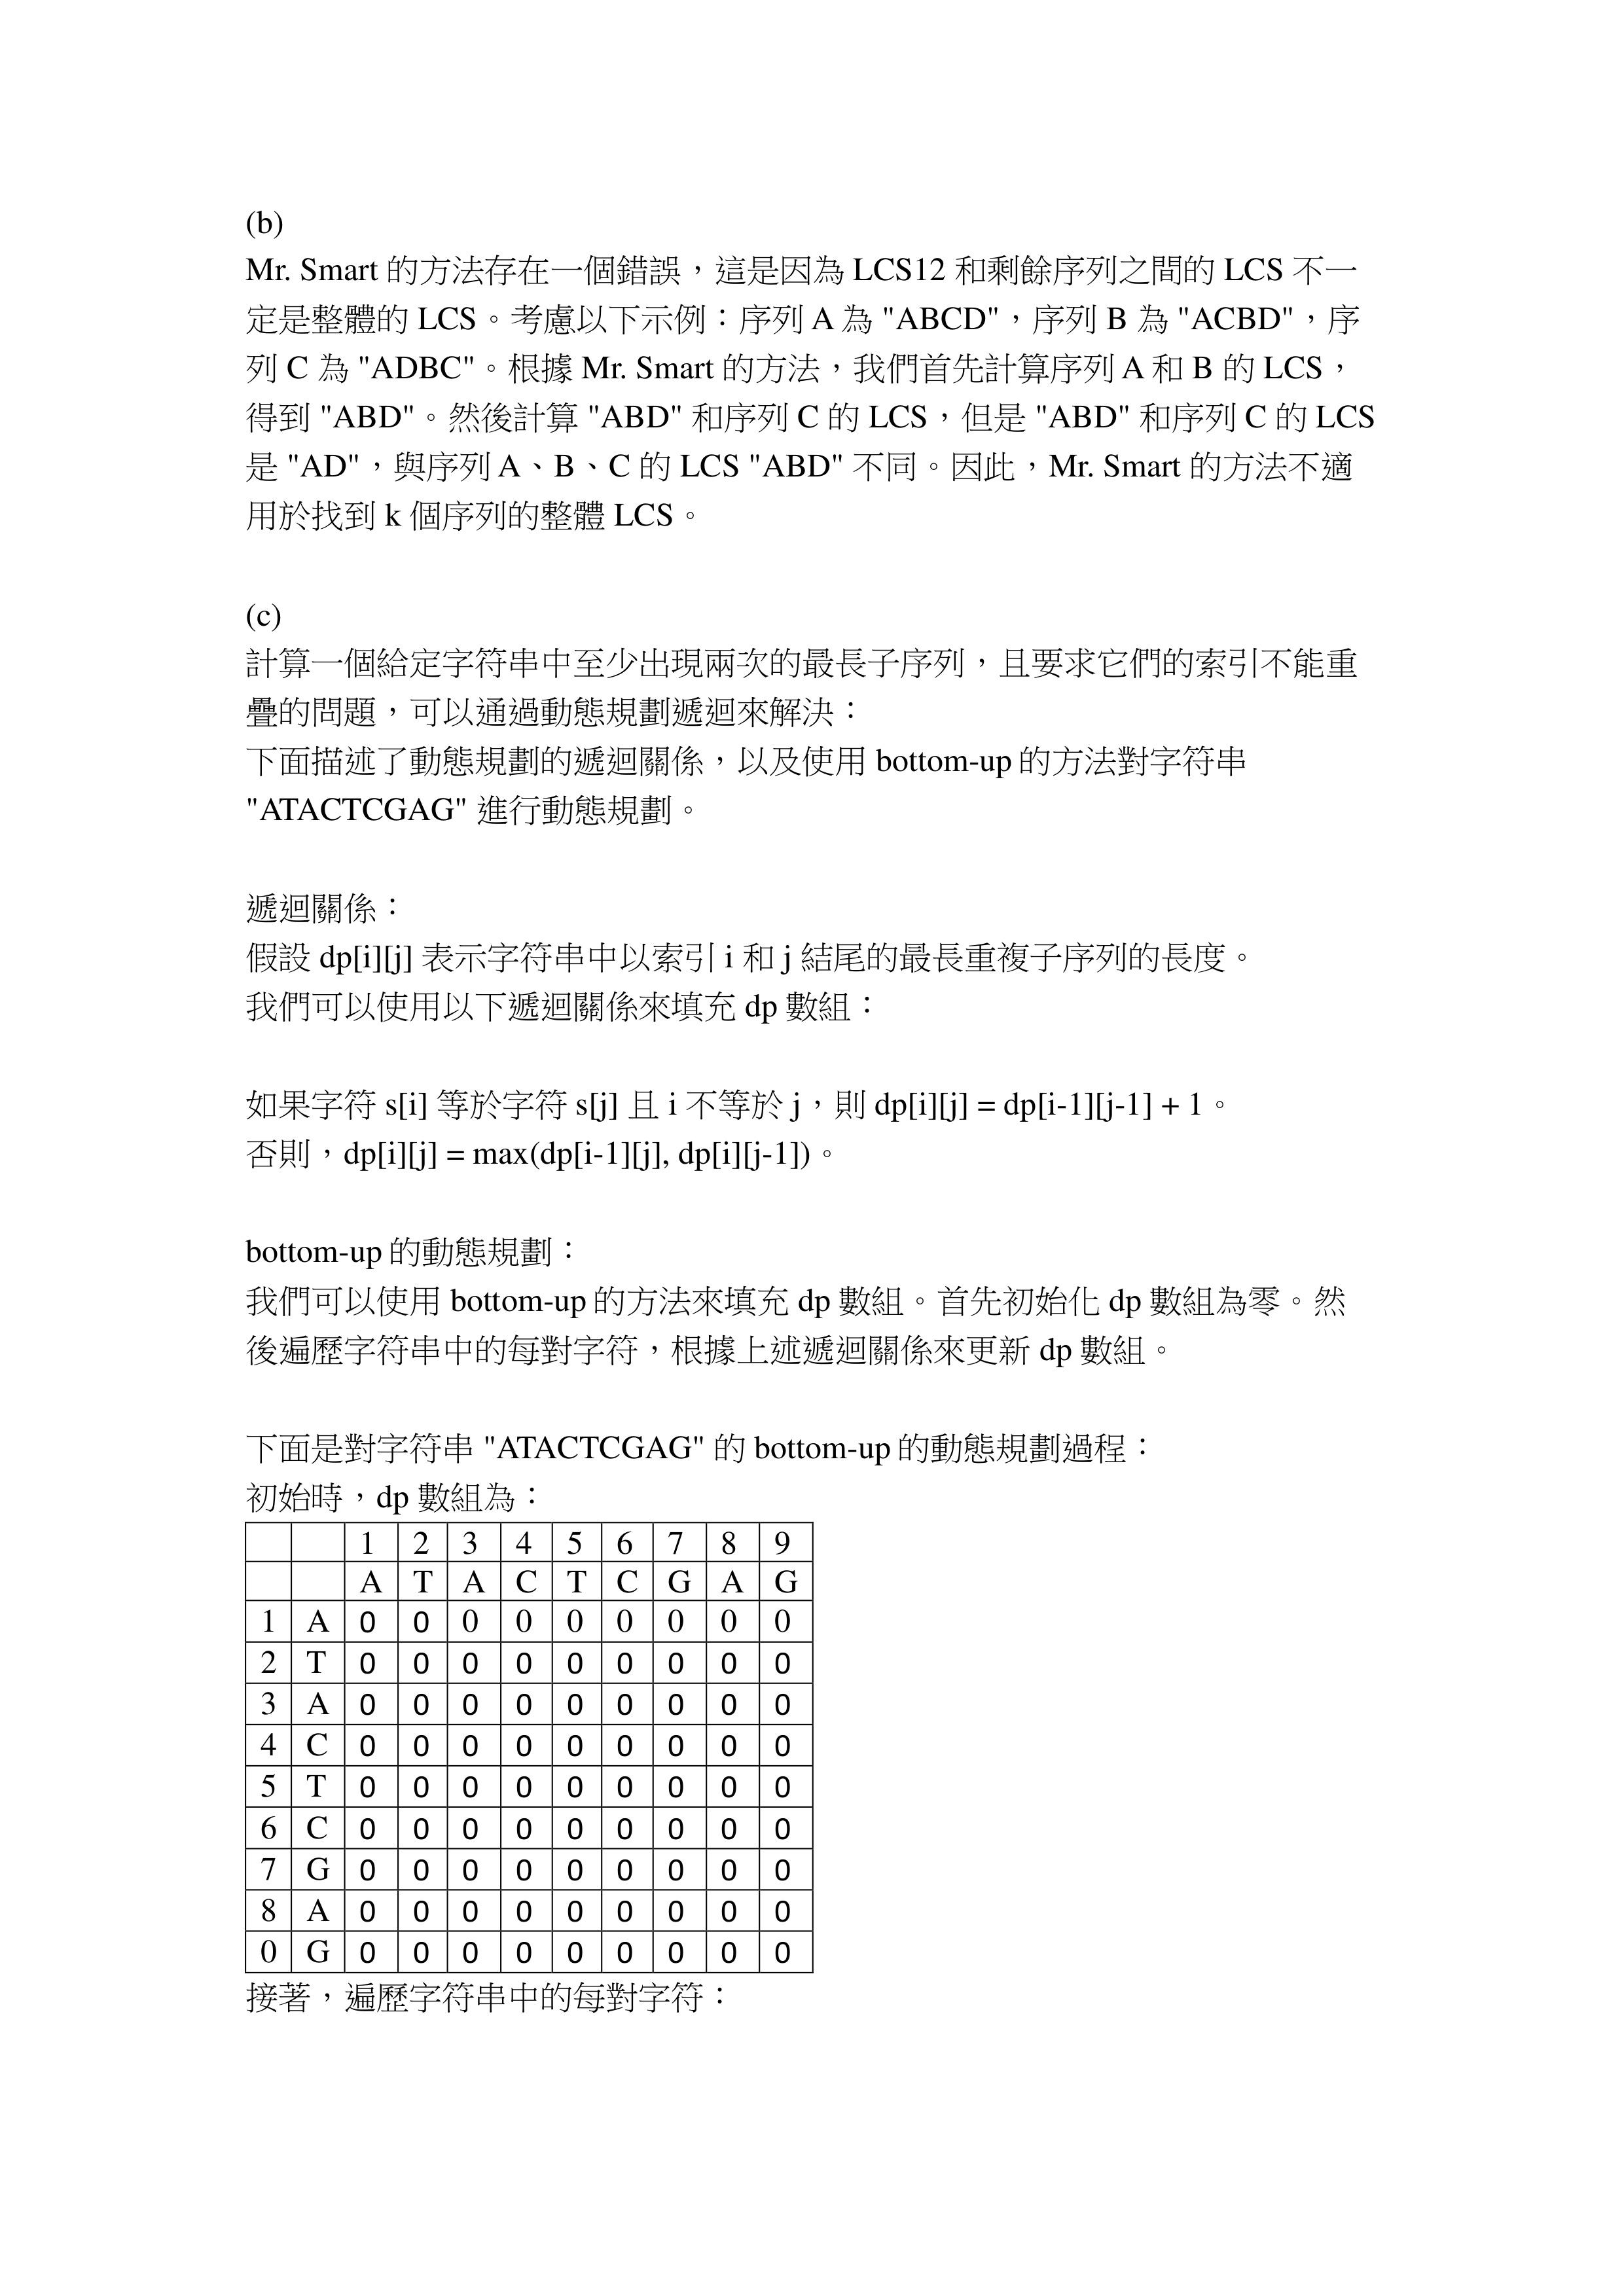 (b)
Mr. Smart 的方法存在一個錯誤，這是因為 LCS12 和剩餘序列之間的 LCS 不一
定是整體的 LCS。考慮以下示例：序列 A 為 "ABCD"，序列 B 為 "ACBD"，序
列 C 為 "ADBC"。根據 Mr. Smart 的方法，我們首先計算序列 A 和 B 的 LCS，
得到 "ABD"。然後計算 "ABD" 和序列 C 的 LCS，但是 "ABD" 和序列 C 的 LCS
是 "AD"，與序列 A、B、C 的 LCS "ABD" 不同。因此，Mr. Smart 的方法不適
用於找到 k 個序列的整體 LCS。
(c)
計算一個給定字符串中至少出現兩次的最長子序列，且要求它們的索引不能重
疊的問題，可以通過動態規劃遞迴來解決：
下面描述了動態規劃的遞迴關係，以及使用 bottom-up 的方法對字符串
"ATACTCGAG" 進行動態規劃。
遞迴關係：
假設 dp[i][j] 表示字符串中以索引 i 和 j 結尾的最長重複子序列的長度。
我們可以使用以下遞迴關係來填充 dp 數組：
如果字符 s[i] 等於字符 s[j] 且 i 不等於 j，則 dp[i][j] = dp[i-1][j-1] + 1。
否則，dp[i][j] = max(dp[i-1][j], dp[i][j-1])。
bottom-up 的動態規劃：
我們可以使用 bottom-up 的方法來填充 dp 數組。首先初始化 dp 數組為零。然
後遍歷字符串中的每對字符，根據上述遞迴關係來更新 dp 數組。
下面是對字符串 "ATACTCGAG" 的 bottom-up 的動態規劃過程：
初始時，dp 數組為：
1 2 3 4 5 6 7 8 9
A T A C T C G A G
1 A 0 0 0 0 0 0 0 0 0
2 T 0 0 0 0 0 0 0 0 0
3 A 0 0 0 0 0 0 0 0 0
4 C 0 0 0 0 0 0 0 0 0
5 T 0 0 0 0 0 0 0 0 0
6 C 0 0 0 0 0 0 0 0 0
7 G 0 0 0 0 0 0 0 0 0
8 A 0 0 0 0 0 0 0 0 0
0 G 0 0 0 0 0 0 0 0 0
接著，遍歷字符串中的每對字符：